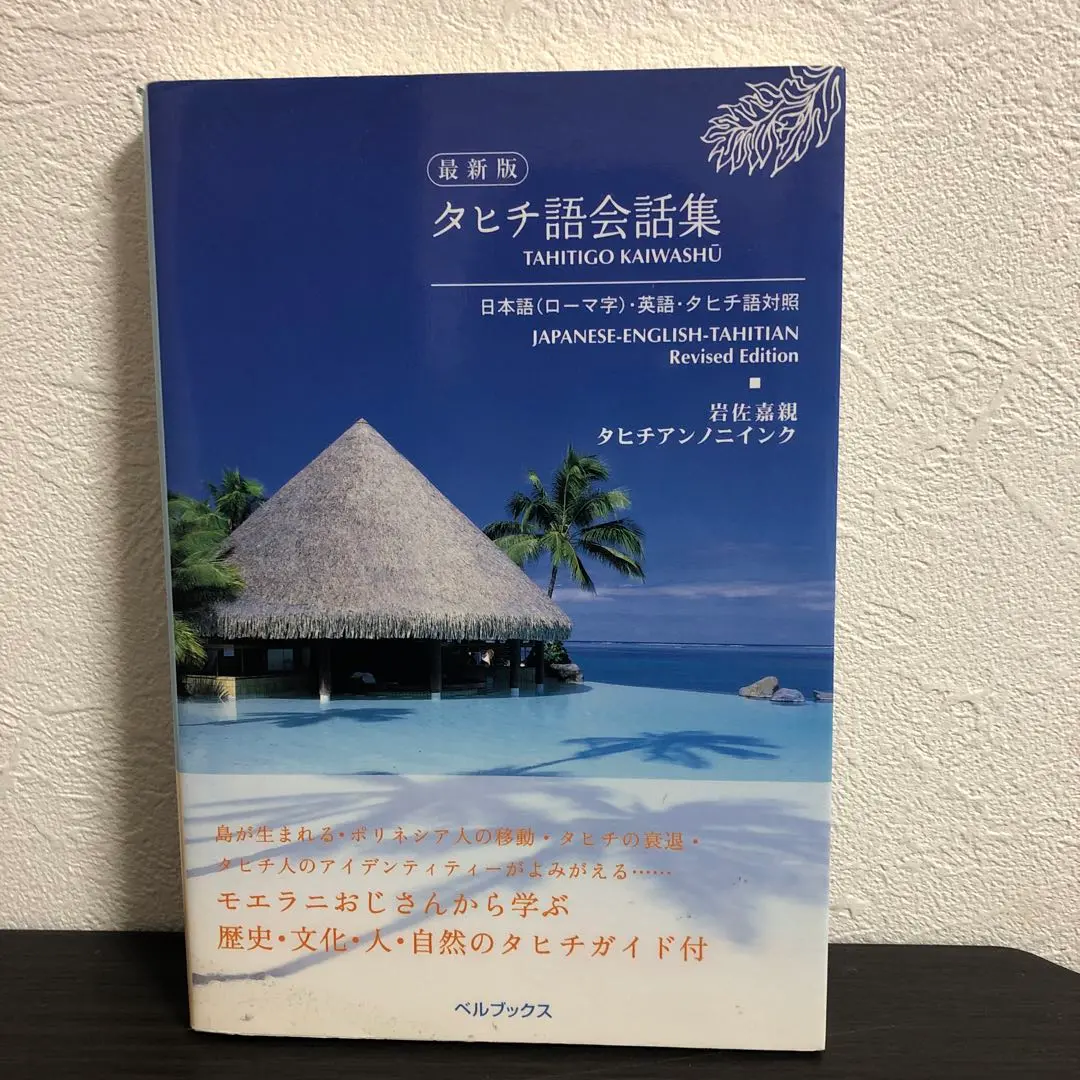 最新版
タヒチ語会話集
TAHITIGO KAIWASHŪ
日本語(ローマ字)・英語・タヒチ語対照
JAPANESE-ENGLISH-TAHITIAN
Revised Edition
岩佐嘉親
タヒチアンノニインク
島が生まれる・ポリネシア人の移動・タヒチの衰退・
タヒチ人のアイデンティティーがよみがえる……
モエラニおじさんから学ぶ
歴史・文化・人・自然のタヒチガイド付
ベルブックス